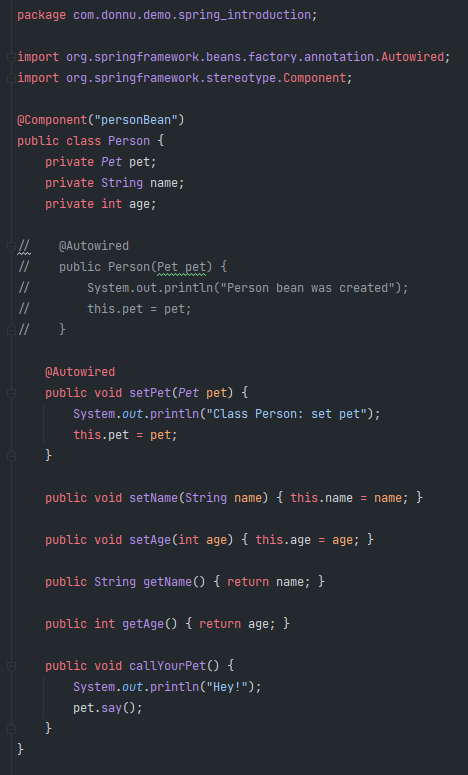 package com.donnu.demo.spring_introduction;
import org.springframework.beans.factory.annotation.Autowired;
import org.springframework.stereotype.Component;
@Component("personBean")
public class Person {
    private Pet pet;
    private String name;
    private int age;
//    @Autowired
//    public Person(Pet pet) {
//        System.out.println("Person bean was created");
//        this.pet = pet;
//    }
    @Autowired
    public void setPet(Pet pet) {
        System.out.println("Class Person: set pet");
        this.pet = pet;
    }
    public void setName(String name) { this.name = name; }
    public void setAge(int age) { this.age = age; }
    public String getName() { return name; }
    public int getAge() { return age; }
    public void callYourPet() {
        System.out.println("Hey!");
        pet.say();
    }
}